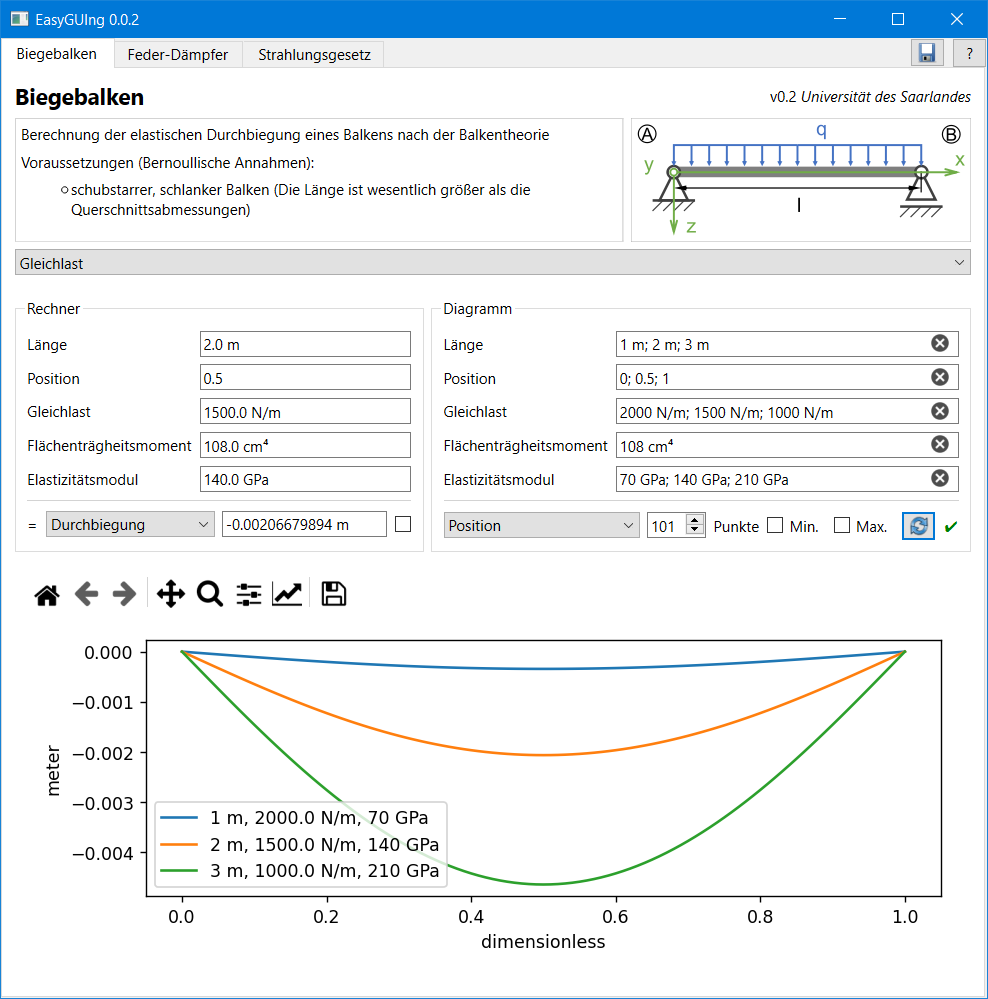 EasyGUIng 0.0.2
Biegebalken Feder-Dämpfer Strahlungsgesetz ?
Biegebalken
v0.2 Universität des Saarlandes
Berechnung der elastischen Durchbiegung eines Balkens nach der Balkentheorie
Voraussetzungen (Bernoullische Annahmen):
schubstarrer, schlanker Balken (Die Länge ist wesentlich größer als die
Querschnittsabmessungen)
A q B
y x
l
z
Gleichlast
Rechner
Länge 2.0 m
Position 0.5
Gleichlast 1500.0 N/m
Flächenträgheitsmoment 108.0 cm⁴
Elastizitätsmodul 140.0 GPa
= Durchbiegung -0.00206679894 m
Diagramm
Länge 1 m; 2 m; 3 m
Position 0; 0.5; 1
Gleichlast 2000 N/m; 1500 N/m; 1000 N/m
Flächenträgheitsmoment 108 cm⁴
Elastizitätsmodul 70 GPa; 140 GPa; 210 GPa
Position 101 Punkte Min. Max.
0.000
−0.001
−0.002
−0.003
−0.004
meter
1 m, 2000.0 N/m, 70 GPa
2 m, 1500.0 N/m, 140 GPa
3 m, 1000.0 N/m, 210 GPa
0.0 0.2 0.4 0.6 0.8 1.0
dimensionless